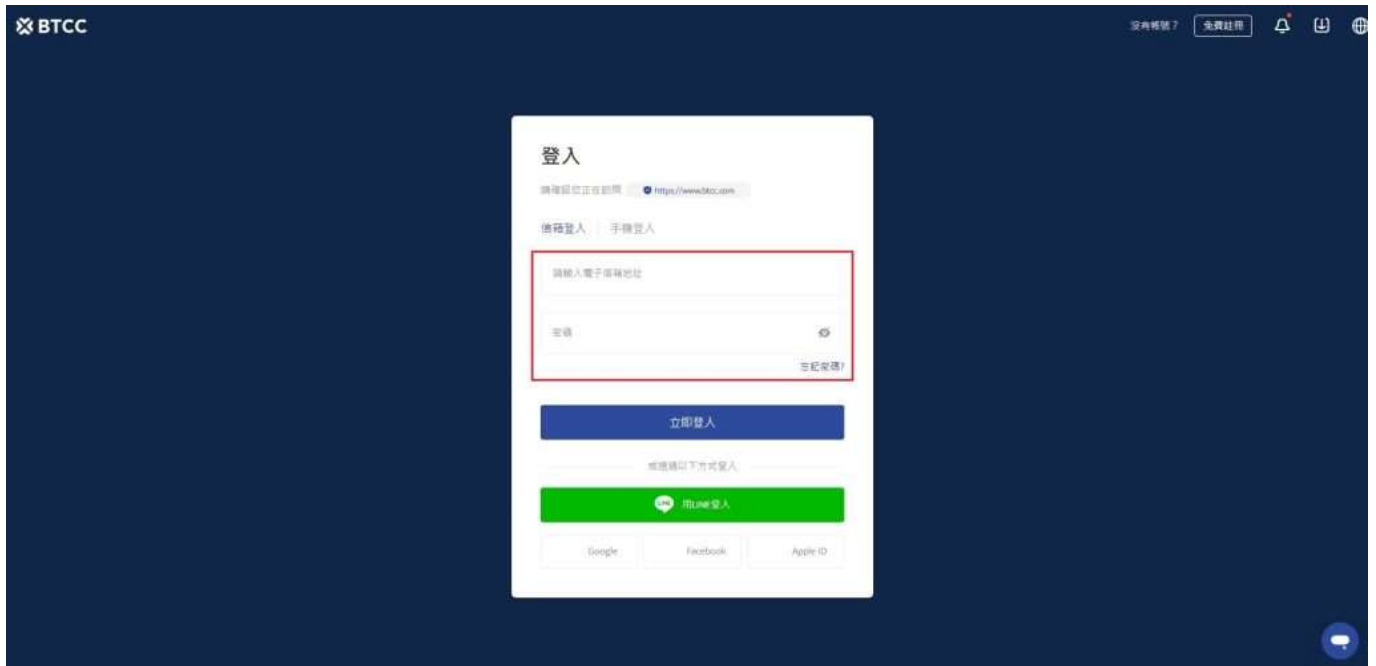 BTCC
沒有帳號？ 免費註冊
登入
請確認您正在訪問 https://www.btcc.com
信箱登入 手機登入
請輸入電子信箱地址
密碼
忘記密碼?
立即登入
或透過以下方式登入
LINE 用LINE登入
Google Facebook Apple ID